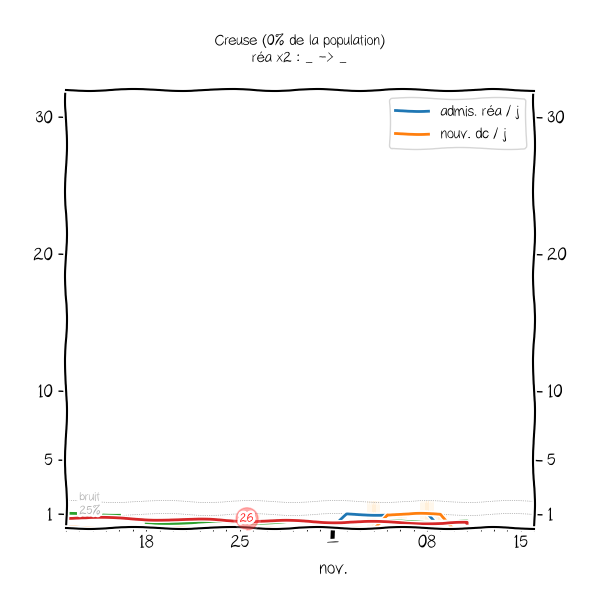 Creuse (0% de la population)
réa x2 : _ -> _
admis. réa / j
nouv. dc / j
30
30
20
20
10
10
5
5
... bruit
25%
1
1
26
18
25
1
08
15
nov.